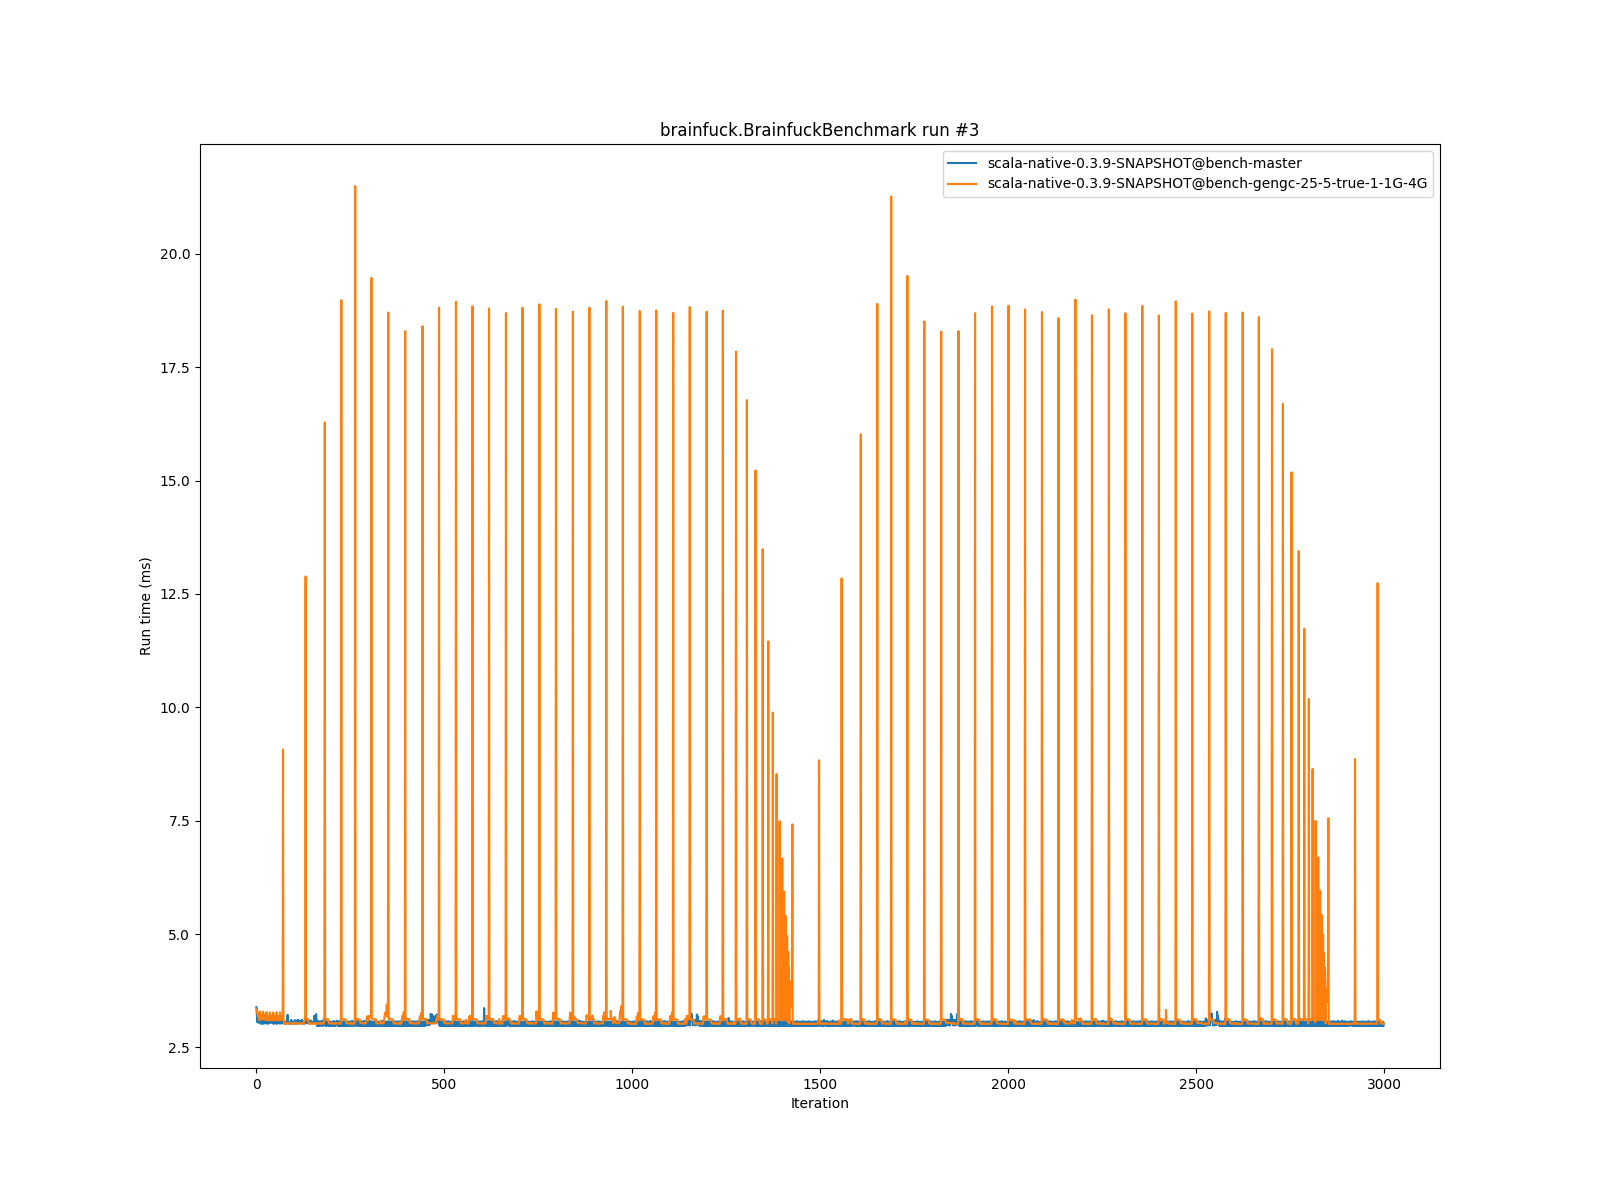 brainfuck.BrainfuckBenchmark run #3
scala-native-0.3.9-SNAPSHOT@bench-master
scala-native-0.3.9-SNAPSHOT@bench-gengc-25-5-true-1-1G-4G
Run time (ms)
20.0
17.5
15.0
12.5
10.0
7.5
5.0
2.5
0 500 1000 1500 2000 2500 3000
Iteration